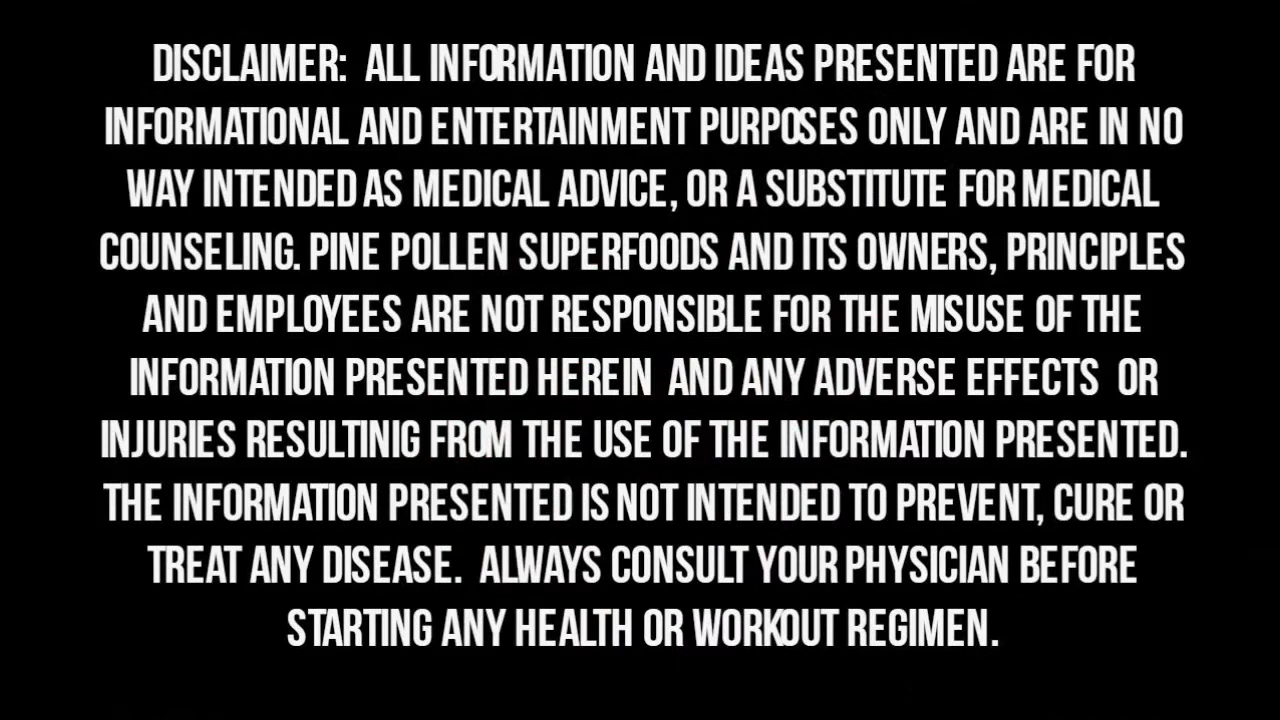 DISCLAIMER:  ALL INFORMATION AND IDEAS PRESENTED ARE FOR
INFORMATIONAL AND ENTERTAINMENT PURPOSES ONLY AND ARE IN NO
WAY INTENDED AS MEDICAL ADVICE, OR A SUBSTITUTE FOR MEDICAL
COUNSELING. PINE POLLEN SUPERFOODS AND ITS OWNERS, PRINCIPLES
AND EMPLOYEES ARE NOT RESPONSIBLE FOR THE MISUSE OF THE
INFORMATION PRESENTED HEREIN  AND ANY ADVERSE EFFECTS  OR
INJURIES RESULTINIG FROM THE USE OF THE INFORMATION PRESENTED.
THE INFORMATION PRESENTED IS NOT INTENDED TO PREVENT, CURE OR
TREAT ANY DISEASE.  ALWAYS CONSULT YOUR PHYSICIAN BEFORE
STARTING ANY HEALTH OR WORKOUT REGIMEN.